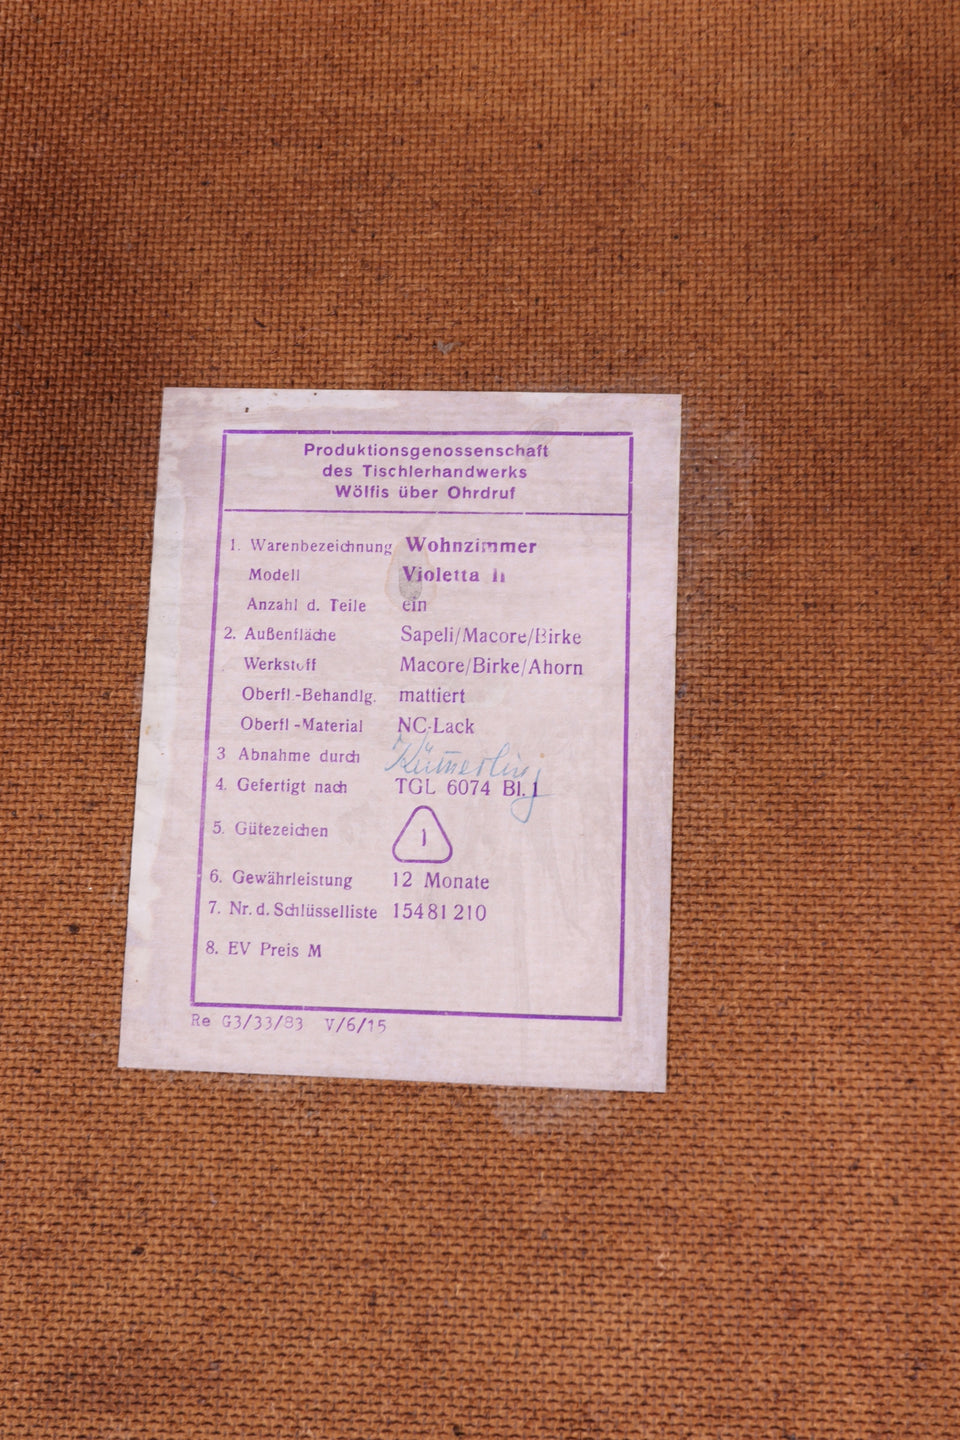 Produktionsgenossenschaft
des Tischlerhandwerks
Wölfis über Ohrdruf
1. Warenbezeichnung Wohnzimmer
Modell Violetta II
Anzahl d. Teile ein
2. Außenfläche Sapeli/Macore/Birke
Werkstoff Macore/Birke/Ahorn
Oberfl-Behandlg. mattiert
Oberfl-Material NC-Lack
3 Abnahme durch
4. Gefertigt nach TGL 6074 Bl. 1
5. Gütezeichen 1
6. Gewährleistung 12 Monate
7. Nr. d. Schlüsselliste 15481210
8. EV Preis M
Re G3/33/83 V/6/15